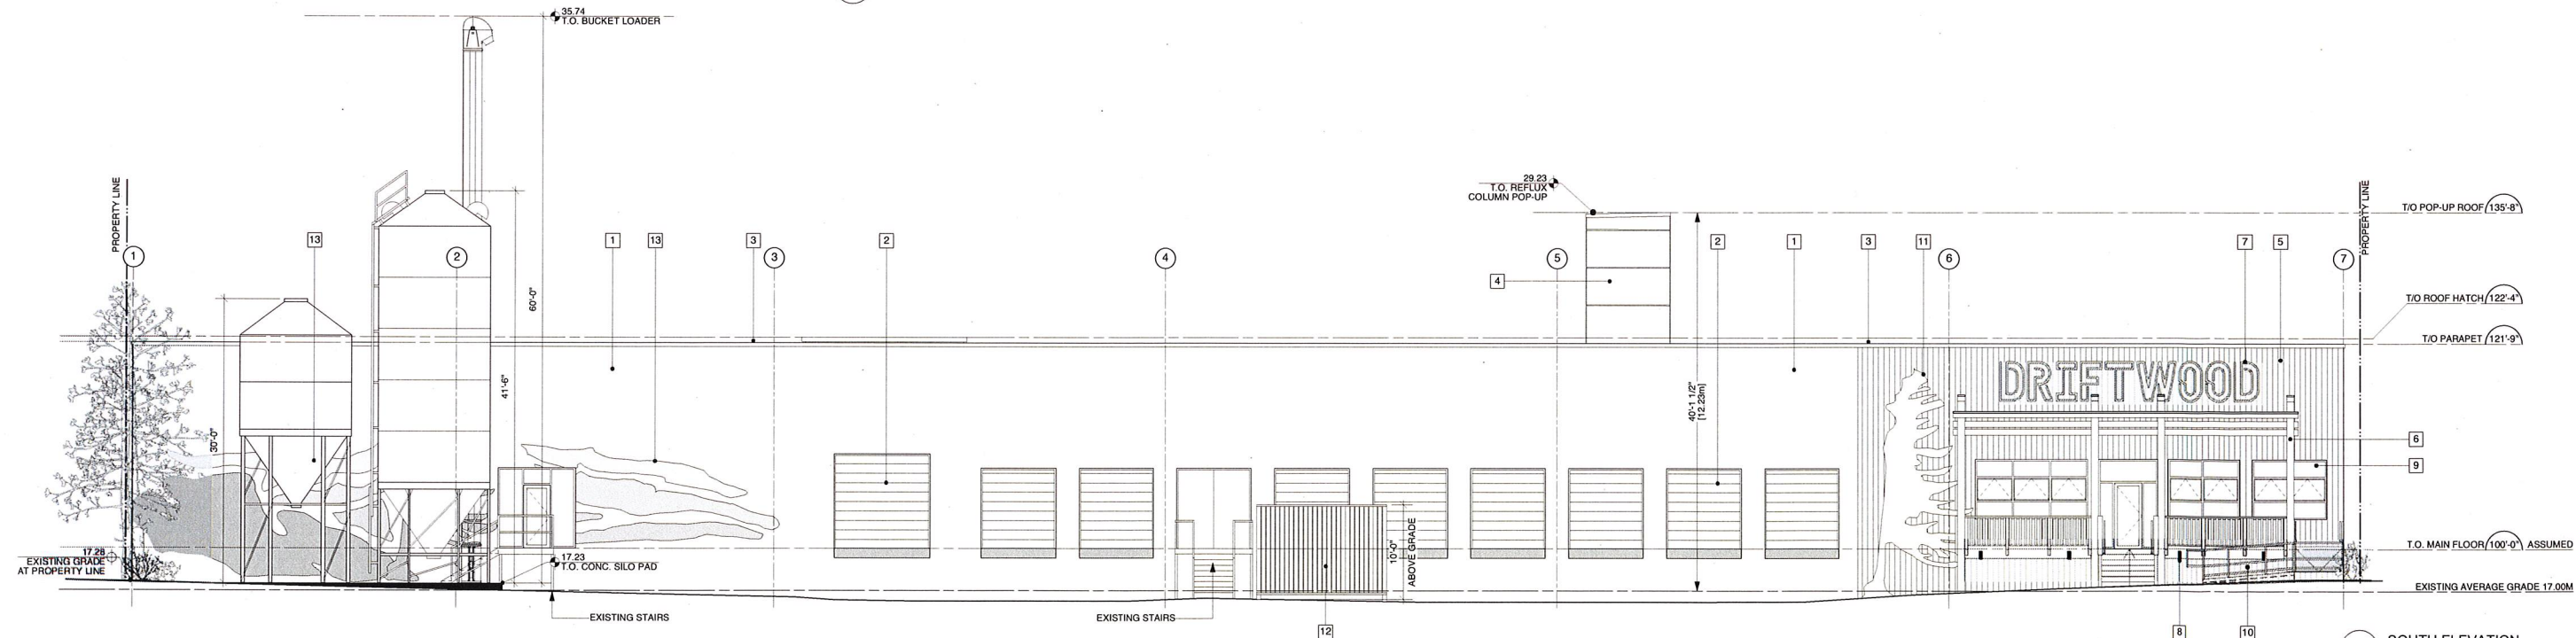 35.74
T.O. BUCKET LOADER
29.23
T.O. REFLUX
COLUMN POP-UP
PROPERTY LINE
PROPERTY LINE
T/O POP-UP ROOF 135'-8"
13
1
13
3
2
4
2
1
3
11
7
5
1
2
3
4
5
6
7
60'-0"
T/O ROOF HATCH 122'-4"
T/O PARAPET 121'-9"
41'-6"
40'-1 1/2"
[12.23m]
DRIFTWOOD
30'-0"
6
9
10'-0"
ABOVE GRADE
17.28
EXISTING GRADE
AT PROPERTY LINE
17.23
T.O. CONC. SILO PAD
T.O. MAIN FLOOR 100'-0" ASSUMED
EXISTING AVERAGE GRADE 17.00M
EXISTING STAIRS
EXISTING STAIRS
12
8
10
SOUTH ELEVATION